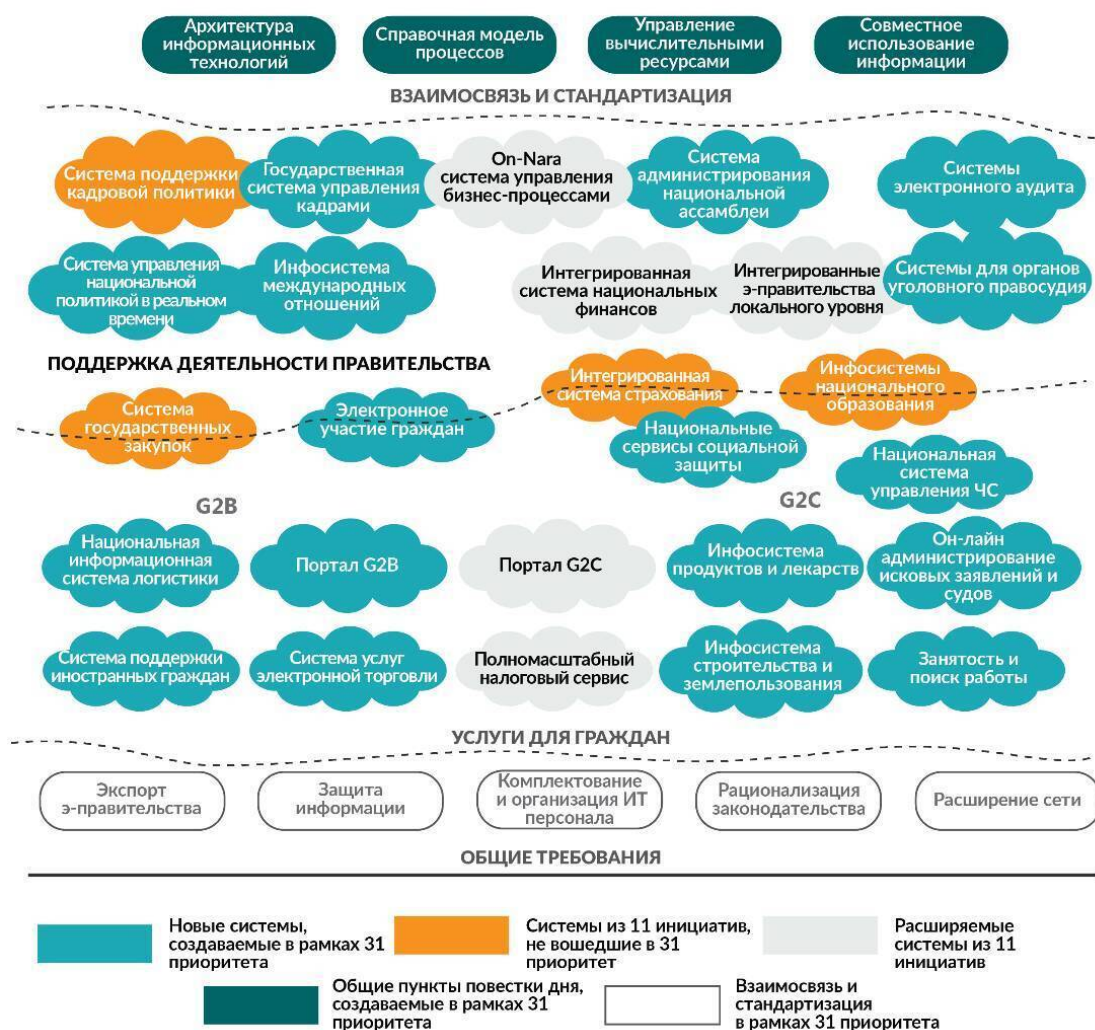 Архитектура
информационных
технологий
Справочная модель
процессов
Управление
вычислительными
ресурсами
Совместное
использование
информации
ВЗАИМОСВЯЗЬ И СТАНДАРТИЗАЦИЯ
Система поддержки
кадровой политики
Государственная
система управления
кадрами
On-Nara
система управления
бизнес-процессами
Система
администрирования
национальной
ассамблеи
Системы
электронного аудита
Система управления
национальной
политикой в реальном
времени
Инфосистема
международных
отношений
Интегрированная
система национальных
финансов
Интегрированные
э-правительства
локального уровня
Системы для органов
уголовного правосудия
ПОДДЕРЖКА ДЕЯТЕЛЬНОСТИ ПРАВИТЕЛЬСТВА
Система
государственных
закупок
Электронное
участие граждан
Интегрированная
система страхования
Инфосистемы
национального
образования
Национальные
сервисы социальной
защиты
Национальная
система
управления ЧС
G2B
G2C
Национальная
информационная
система логистики
Портал G2B
Портал G2C
Инфосистема
продуктов и лекарств
Он-лайн
администрирование
исковых заявлений и
судов
Система поддержки
иностранных граждан
Система услуг
электронной торговли
Полномасштабный
налоговый сервис
Инфосистема
строительства и
землепользования
Занятость и
поиск работы
УСЛУГИ ДЛЯ ГРАЖДАН
Экспорт
э-правительства
Защита
информации
Комплектование
и организация ИТ
персонала
Рационализация
законодательства
Расширение сети
ОБЩИЕ ТРЕБОВАНИЯ
Новые системы,
создаваемые в рамках 31
приоритета
Системы из 11 инициатив,
не вошедшие в 31
приоритет
Расширяемые
системы из 11
инициатив
Общие пункты повестки дня,
создаваемые в рамках 31
приоритета
Взаимосвязь и
стандартизация
в рамках 31 приоритета